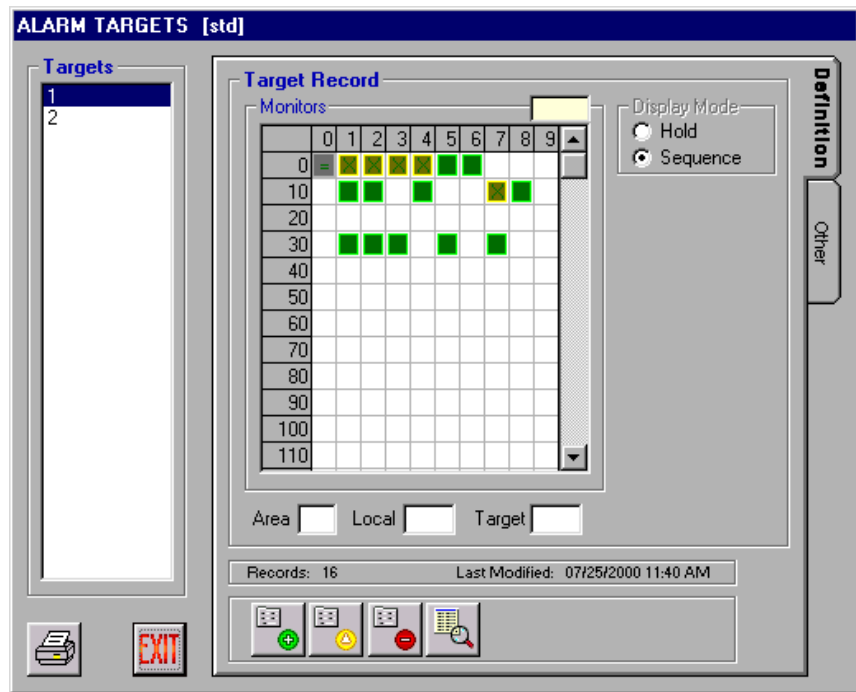 ALARM TARGETS [std]
Targets
1
2
Target Record
Monitors
0 1 2 3 4 5 6 7 8 9
0 =
10
20
30
40
50
60
70
80
90
100
110
Display Mode
Hold
Sequence
Definition
Other
Area Local Target
Records: 16 Last Modified: 07/25/2000 11:40 AM
EXIT